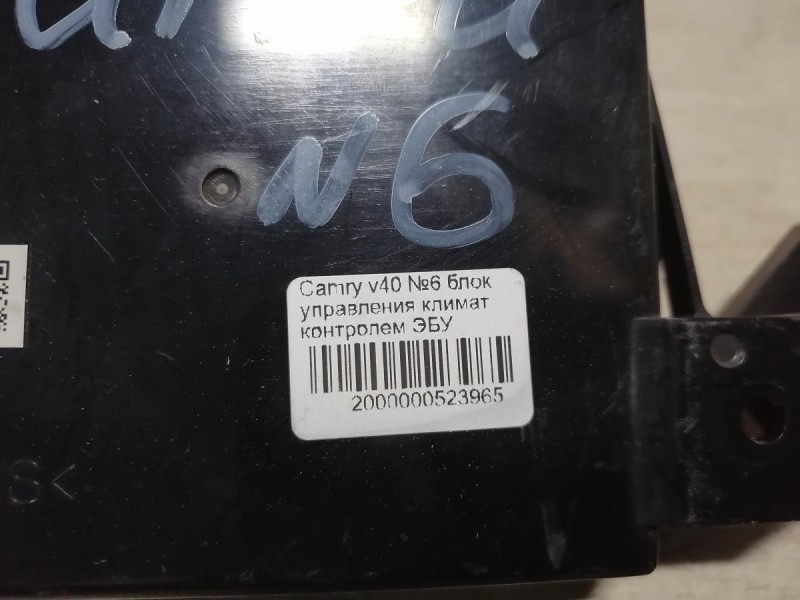 N6
Camry v40 №6 блок
управления климат
контролем ЭБУ
2000000523965
S<